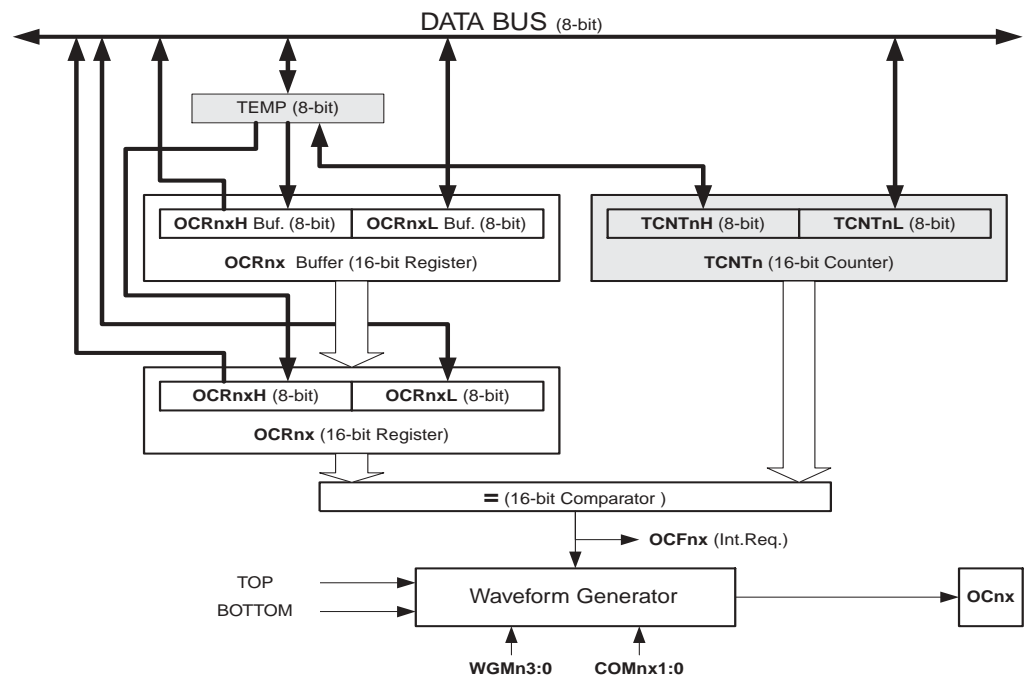 DATA BUS (8-bit)
TEMP (8-bit)
OCRnxH Buf. (8-bit)
OCRnxL Buf. (8-bit)
OCRnx Buffer (16-bit Register)
TCNTnH (8-bit)
TCNTnL (8-bit)
TCNTn (16-bit Counter)
OCRnxH (8-bit)
OCRnxL (8-bit)
OCRnx (16-bit Register)
= (16-bit Comparator )
OCFnx (Int.Req.)
TOP
BOTTOM
Waveform Generator
OCnx
WGMn3:0
COMnx1:0